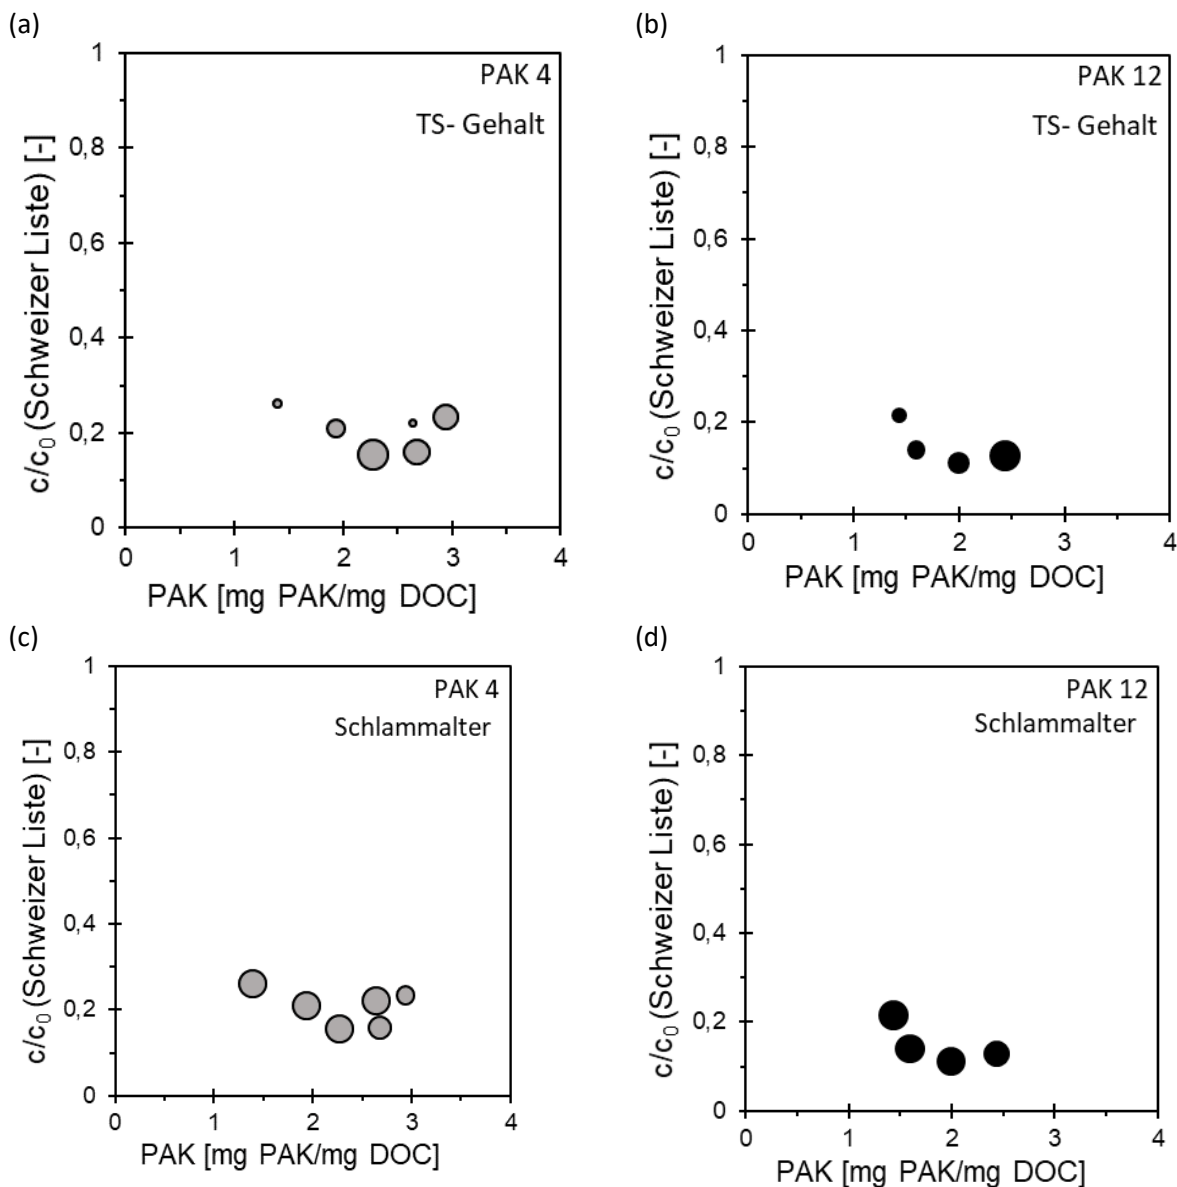 (a)
PAK 4
TS- Gehalt
c/c₀ (Schweizer Liste) [-]
1
0,8
0,6
0,4
0,2
0
0 1 2 3 4
PAK [mg PAK/mg DOC]
(b)
PAK 12
TS- Gehalt
c/c₀ (Schweizer Liste) [-]
1
0,8
0,6
0,4
0,2
0
0 1 2 3 4
PAK [mg PAK/mg DOC]
(c)
PAK 4
Schlammalter
c/c₀ (Schweizer Liste) [-]
1
0,8
0,6
0,4
0,2
0
0 1 2 3 4
PAK [mg PAK/mg DOC]
(d)
PAK 12
Schlammalter
c/c₀ (Schweizer Liste) [-]
1
0,8
0,6
0,4
0,2
0
0 1 2 3 4
PAK [mg PAK/mg DOC]